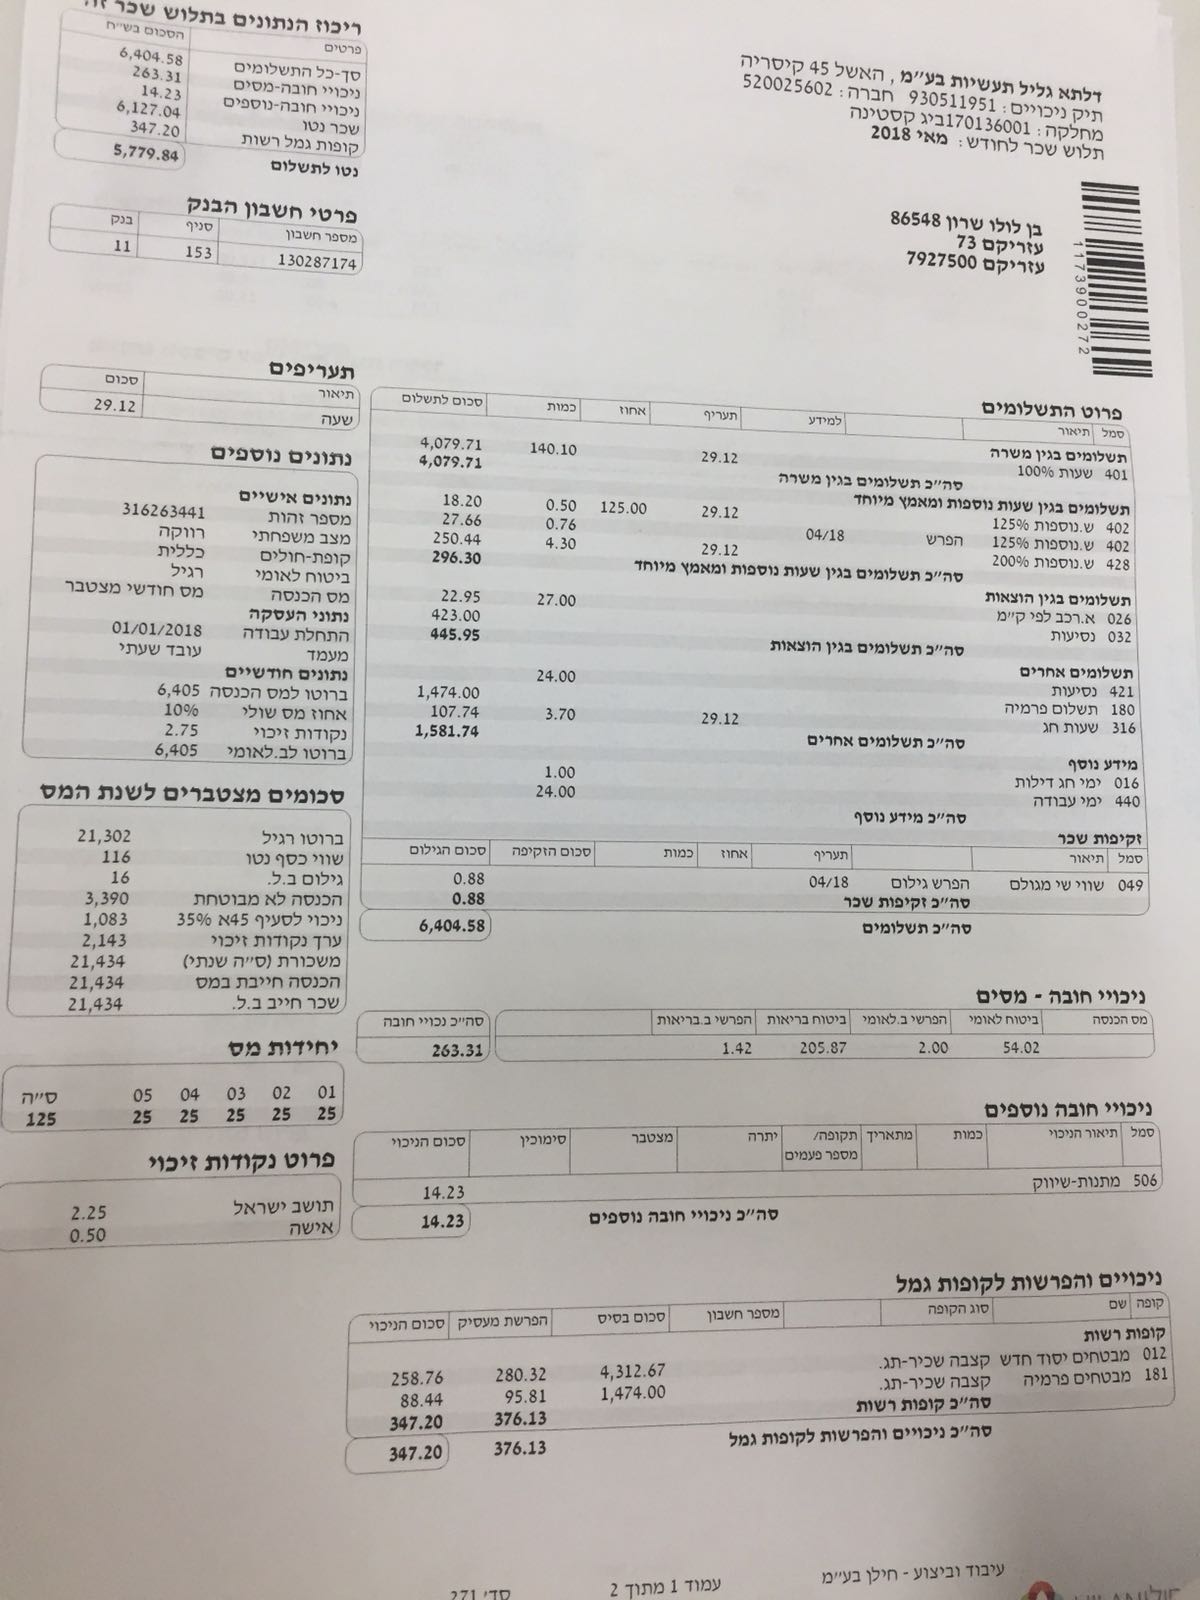 דלתא גליל תעשיות בע״מ, האשל 45 קיסריה
תיק ניכויים: 930511951 חברה: 520025602
מחלקה: 170136001ביג קסטינה
תלוש שכר לחודש: מאי 2018
ריכוז הנתונים בתלוש שכר זה
פרטים הסכום בש״ח
סך-כל התשלומים 6,404.58
ניכויי חובה-מסים 263.31
ניכויי חובה-נוספים 14.23
שכר נטו 6,127.04
קופות גמל רשות 347.20
נטו לתשלום 5,779.84
בן לולו שרון 86548
עזריקם 73
עזריקם 7927500
1173900272
פרטי חשבון הבנק
מספר חשבון סניף בנק
130287174 153 11
תעריפים
תיאור סכום
שעה 29.12
נתונים נוספים
נתונים אישיים
מספר זהות 316263441
מצב משפחתי רווקה
קופת-חולים כללית
ביטוח לאומי רגיל
מס הכנסה מס חודשי מצטבר
נתוני העסקה
התחלת עבודה 01/01/2018
מעמד עובד שעתי
נתונים חודשיים
ברוטו למס הכנסה 6,405
אחוז מס שולי 10%
נקודות זיכוי 2.75
ברוטו לב.לאומי 6,405
סכומים מצטברים לשנת המס
ברוטו רגיל 21,302
שווי כסף נטו 116
גילום ב.ל. 16
הכנסה לא מבוטחת 3,390
ניכוי לסעיף 45א 35% 1,083
ערך נקודות זיכוי 2,143
משכורת (ס״ה שנתי) 21,434
הכנסה חייבת במס 21,434
שכר חייב ב.ל. 21,434
יחידות מס
01 02 03 04 05 ס״ה
25 25 25 25 25 125
פרוט נקודות זיכוי
תושב ישראל 2.25
אישה 0.50
פרוט התשלומים
סמל תיאור למידע תעריף אחוז כמות סכום לתשלום
תשלומים בגין משרה
401 שעות 100% 29.12 140.10 4,079.71
סה״כ תשלומים בגין משרה 4,079.71
תשלומים בגין שעות נוספות ומאמץ מיוחד
402 ש.נוספות 125% 29.12 125.00 0.50 18.20
402 ש.נוספות 125% הפרש 04/18 0.76 27.66
428 ש.נוספות 200% 29.12 4.30 250.44
סה״כ תשלומים בגין שעות נוספות ומאמץ מיוחד 296.30
תשלומים בגין הוצאות
026 א.רכב לפי ק״מ 27.00 22.95
032 נסיעות 423.00
סה״כ תשלומים בגין הוצאות 445.95
תשלומים אחרים
421 נסיעות 24.00
180 תשלום פרמיה 1,474.00
316 שעות חג 29.12 3.70 107.74
סה״כ תשלומים אחרים 1,581.74
מידע נוסף
016 ימי חג דילות 1.00
440 ימי עבודה 24.00
סה״כ מידע נוסף
זקיפות שכר
סמל תיאור תעריף אחוז כמות סכום הזקיפה סכום הגילום
049 שווי שי מגולם הפרש גילום 04/18 0.88
סה״כ זקיפות שכר 0.88
סה״כ תשלומים 6,404.58
ניכויי חובה - מסים
מס הכנסה ביטוח לאומי הפרשי ב.לאומי ביטוח בריאות הפרשי ב.בריאות סה״כ נכויי חובה
54.02 2.00 205.87 1.42 263.31
ניכויי חובה נוספים
סמל תיאור הניכוי כמות מתאריך תקופה/ מספר פעמים יתרה מצטבר סימוכין סכום הניכוי
506 מתנות-שיווק 14.23
סה״כ ניכויי חובה נוספים 14.23
ניכויים והפרשות לקופות גמל
קופה שם סוג הקופה מספר חשבון סכום בסיס הפרשת מעסיק סכום הניכוי
קופות רשות
012 מבטחים יסוד חדש קצבה שכיר-תג. 4,312.67 280.32 258.76
181 מבטחים פרמיה קצבה שכיר-תג. 1,474.00 95.81 88.44
סה״כ קופות רשות 376.13 347.20
סה״כ ניכויים והפרשות לקופות גמל 376.13 347.20
עיבוד וביצוע - חילן בע״מ עמוד 1 מתוך 2 סד׳ 271